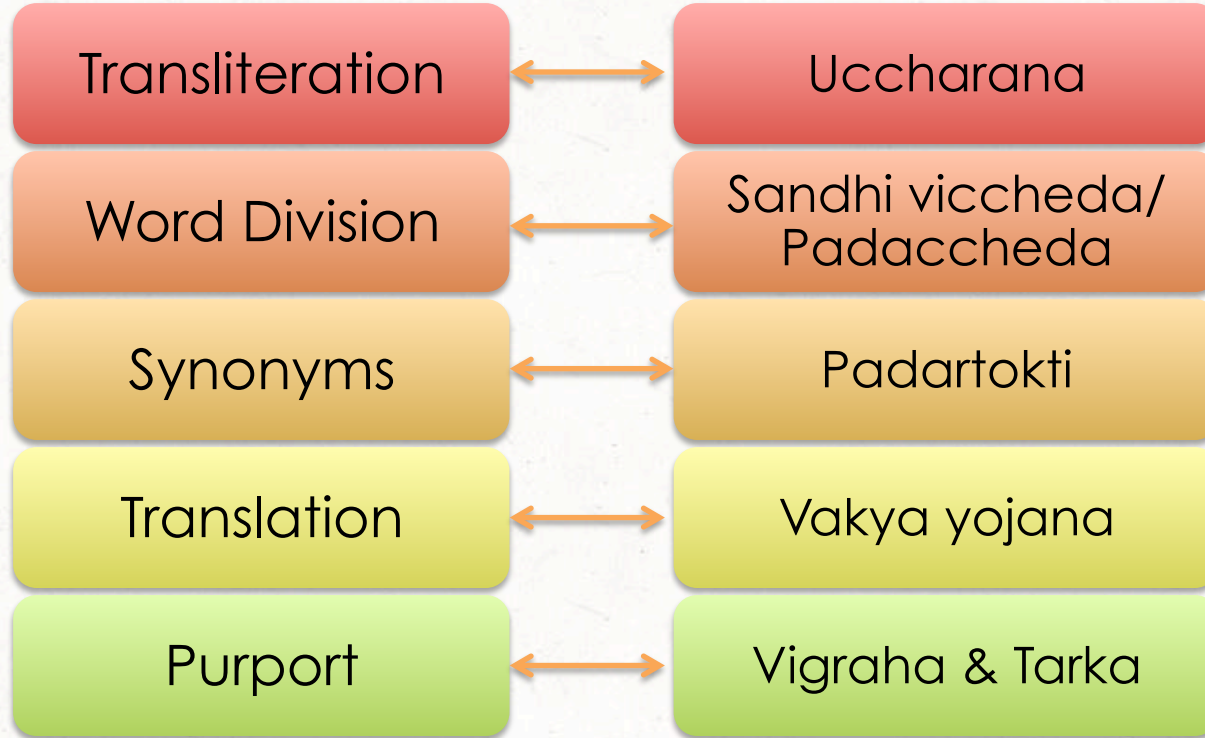 Transliteration
Uccharana
Word Division
Sandhi viccheda/
Padaccheda
Synonyms
Padartokti
Translation
Vakya yojana
Purport
Vigraha & Tarka